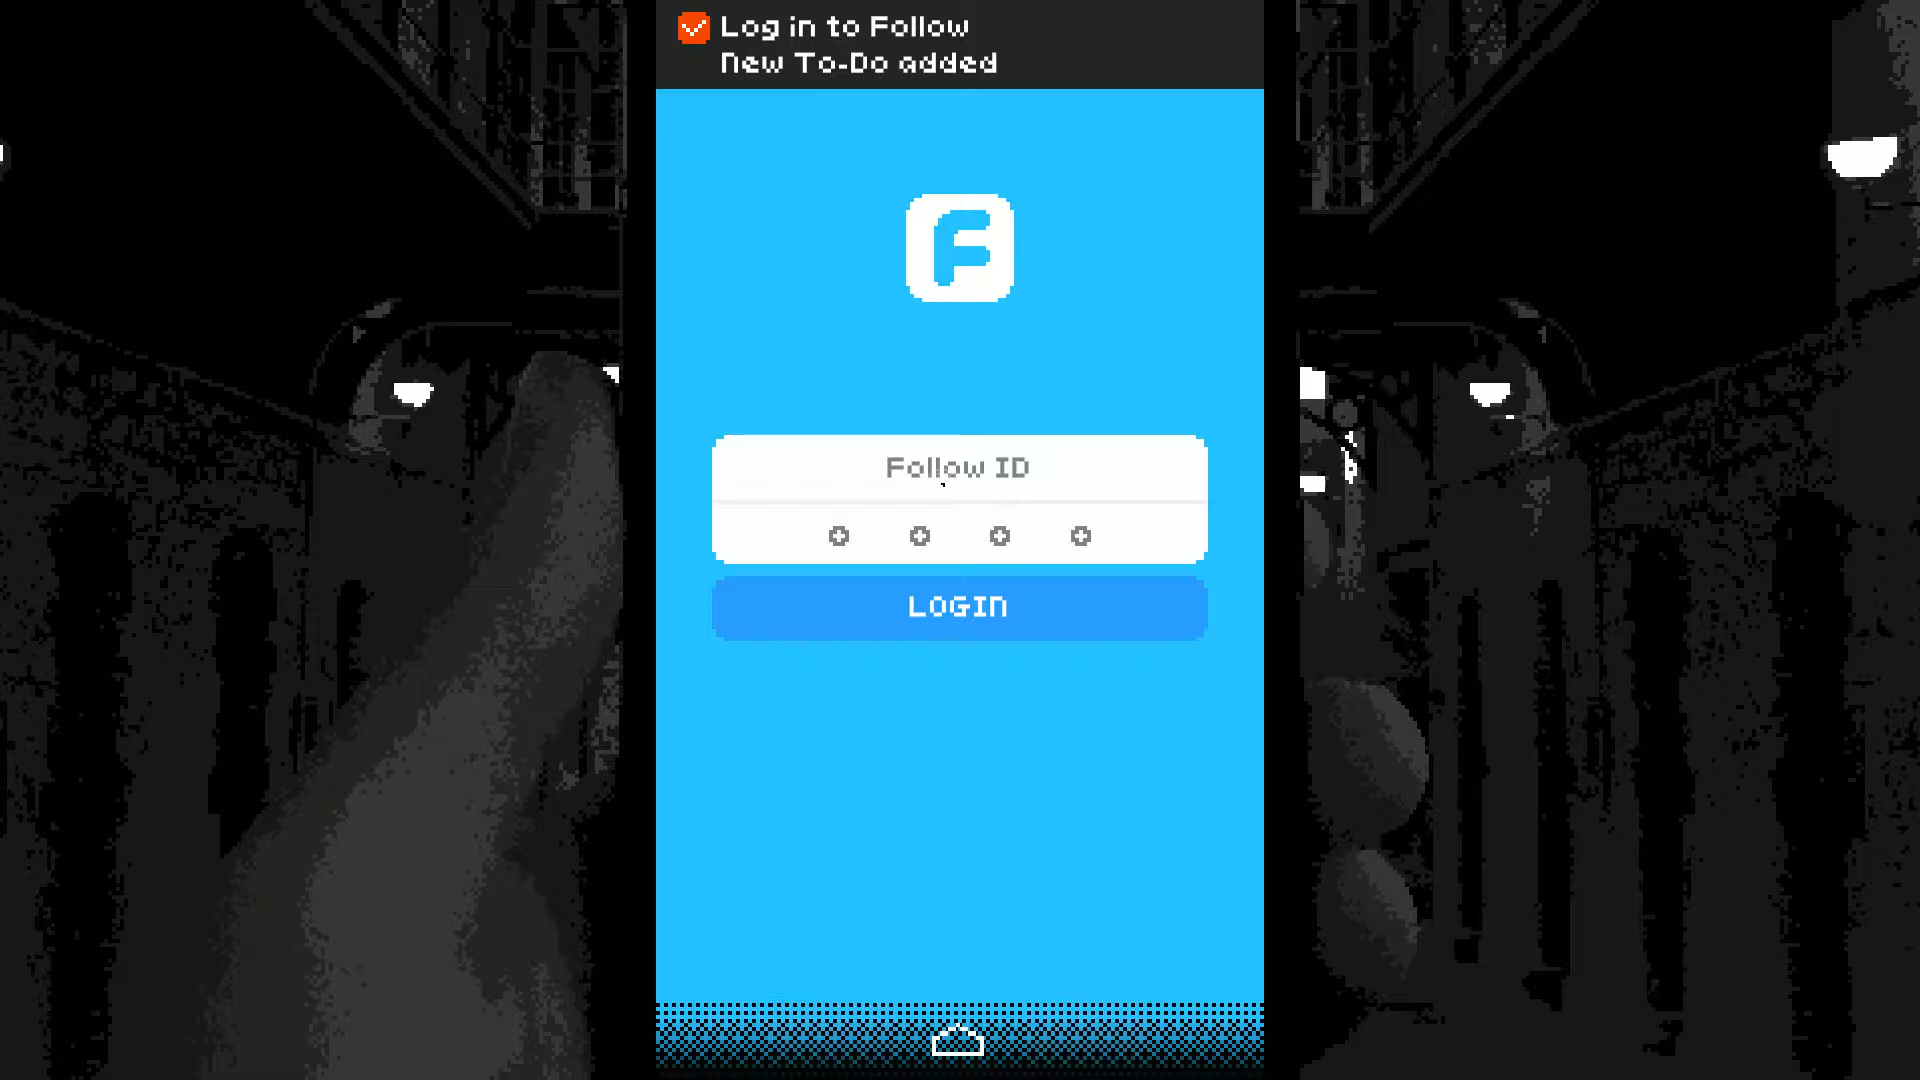 Log in to Follow
New To-Do added
F
Follow ID
LOGIN